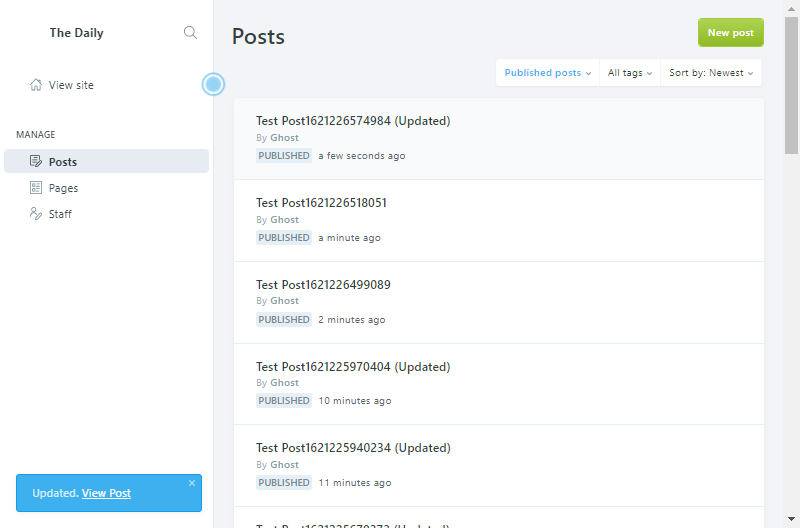 The Daily
View site
MANAGE
Posts
Pages
Staff
Updated. View Post
Posts
New post
Published posts
All tags
Sort by: Newest
Test Post1621226574984 (Updated)
By Ghost
PUBLISHED a few seconds ago
Test Post1621226518051
By Ghost
PUBLISHED a minute ago
Test Post1621226499089
By Ghost
PUBLISHED 2 minutes ago
Test Post1621225970404 (Updated)
By Ghost
PUBLISHED 10 minutes ago
Test Post1621225940234 (Updated)
By Ghost
PUBLISHED 11 minutes ago